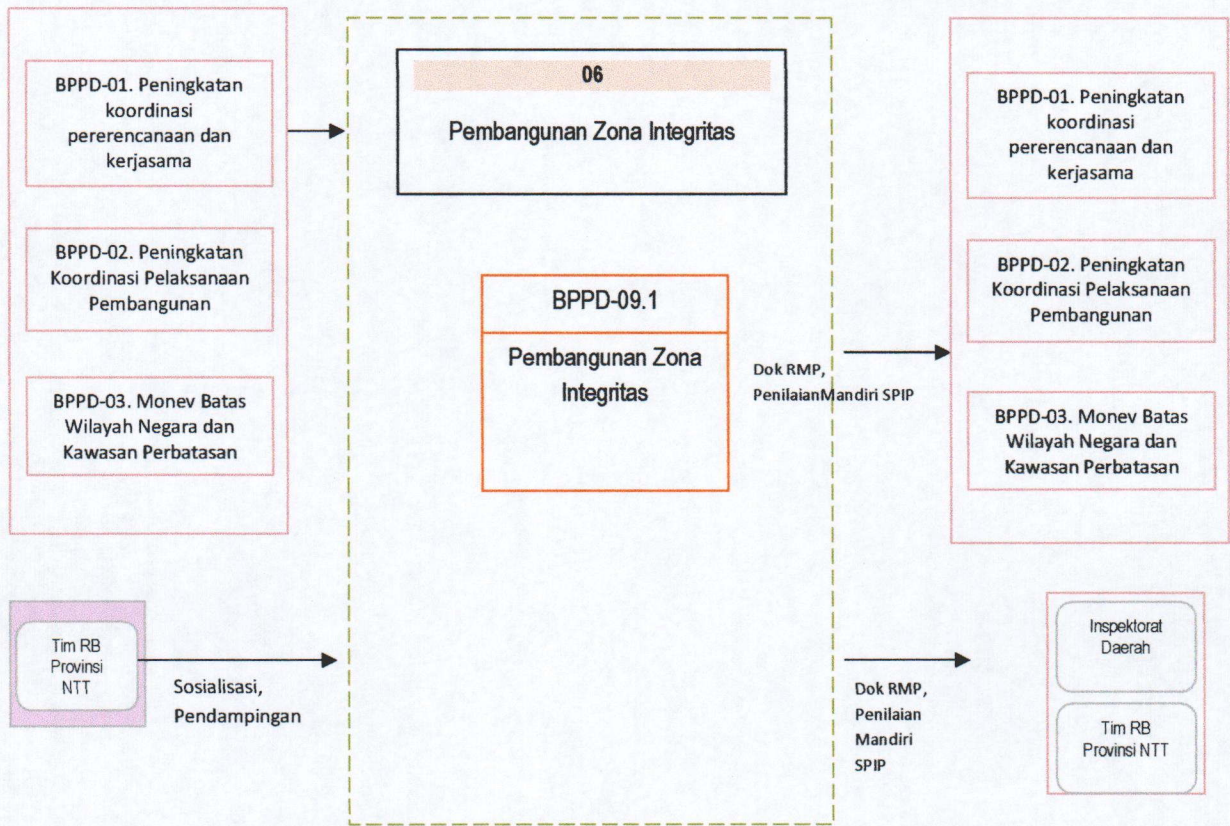 BPPD-01. Peningkatan
koordinasi
pererencanaan dan
kerjasama
BPPD-02. Peningkatan
Koordinasi Pelaksanaan
Pembangunan
BPPD-03. Monev Batas
Wilayah Negara dan
Kawasan Perbatasan
Tim RB
Provinsi
NTT
Sosialisasi,
Pendampingan
06
Pembangunan Zona Integritas
BPPD-09.1
Pembangunan Zona
Integritas
Dok RMP,
PenilaianMandiri SPIP
Dok RMP,
Penilaian
Mandiri
SPIP
BPPD-01. Peningkatan
koordinasi
pererencanaan dan
kerjasama
BPPD-02. Peningkatan
Koordinasi Pelaksanaan
Pembangunan
BPPD-03. Monev Batas
Wilayah Negara dan
Kawasan Perbatasan
Inspektorat
Daerah
Tim RB
Provinsi NTT